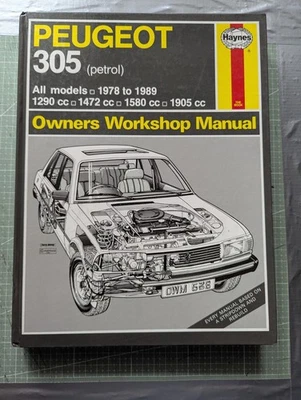 PEUGEOT
305 (petrol)
Haynes
All models □ 1978 to 1989
1290 cc □ 1472 cc □ 1580 cc □ 1905 cc
Owners Workshop Manual
EVERY MANUAL BASED ON
A STRIPDOWN AND
REBUILD